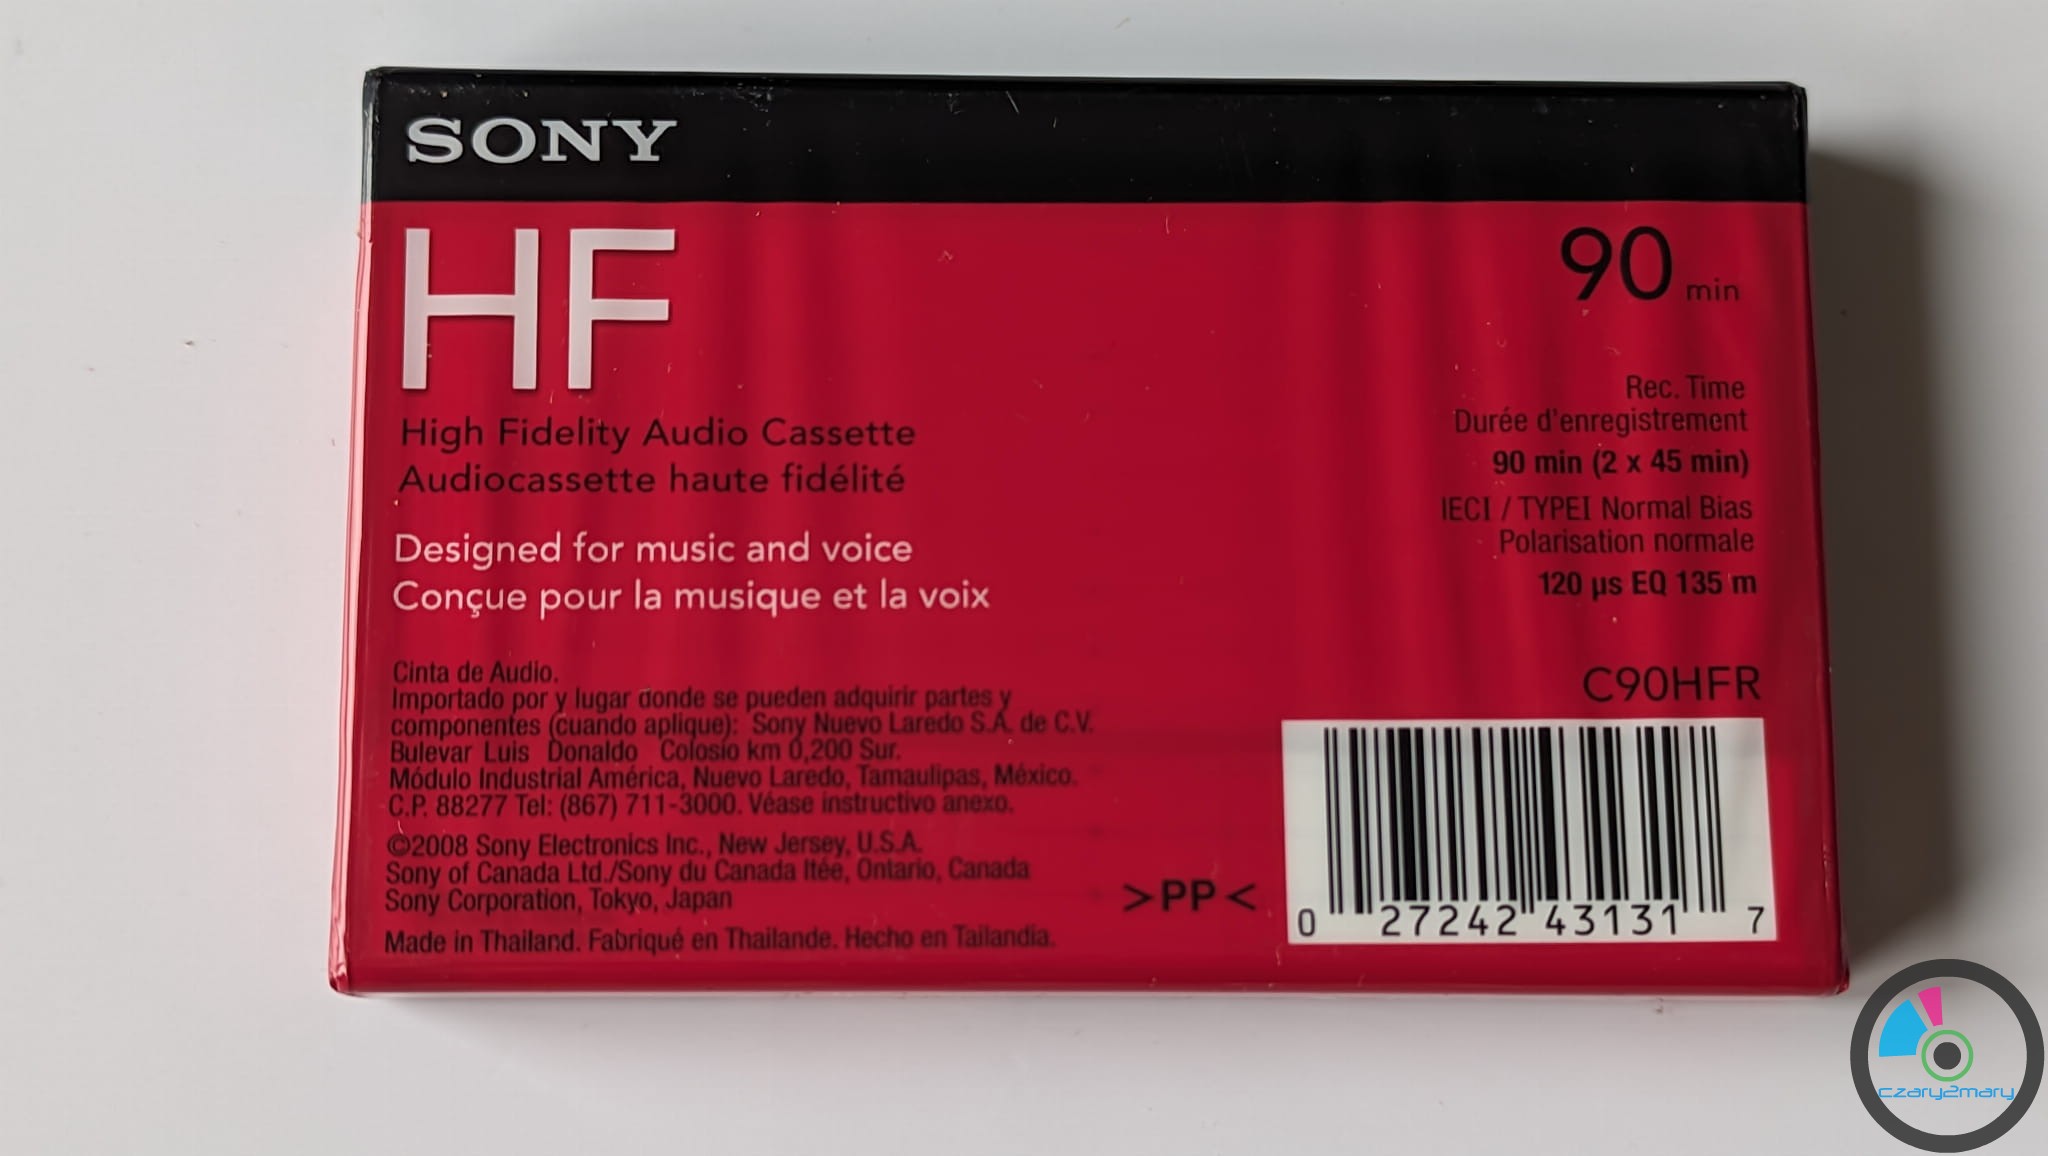 SONY
HF
90 min
High Fidelity Audio Cassette
Audiocassette haute fidélité
Designed for music and voice
Conçue pour la musique et la voix
Rec. Time
Durée d'enregistrement
90 min (2 x 45 min)
IECI / TYPEI Normal Bias
Polarisation normale
120 µs EQ 135 m
C90HFR
Cinta de Audio.
Importado por y lugar donde se pueden adquirir partes y
componentes (cuando aplique): Sony Nuevo Laredo S.A. de C.V.
Bulevar Luis Donaldo Colosio km 0,200 Sur.
Módulo Industrial América, Nuevo Laredo, Tamaulipas, México.
C.P. 88277 Tel: (867) 711-3000. Véase instructivo anexo.
©2008 Sony Electronics Inc., New Jersey, U.S.A.
Sony of Canada Ltd./Sony du Canada ltée, Ontario, Canada
Sony Corporation, Tokyo, Japan
Made in Thailand. Fabriqué en Thaïlande. Hecho en Tailandia.
>PP<
0 27242 43131 7
czary2mary